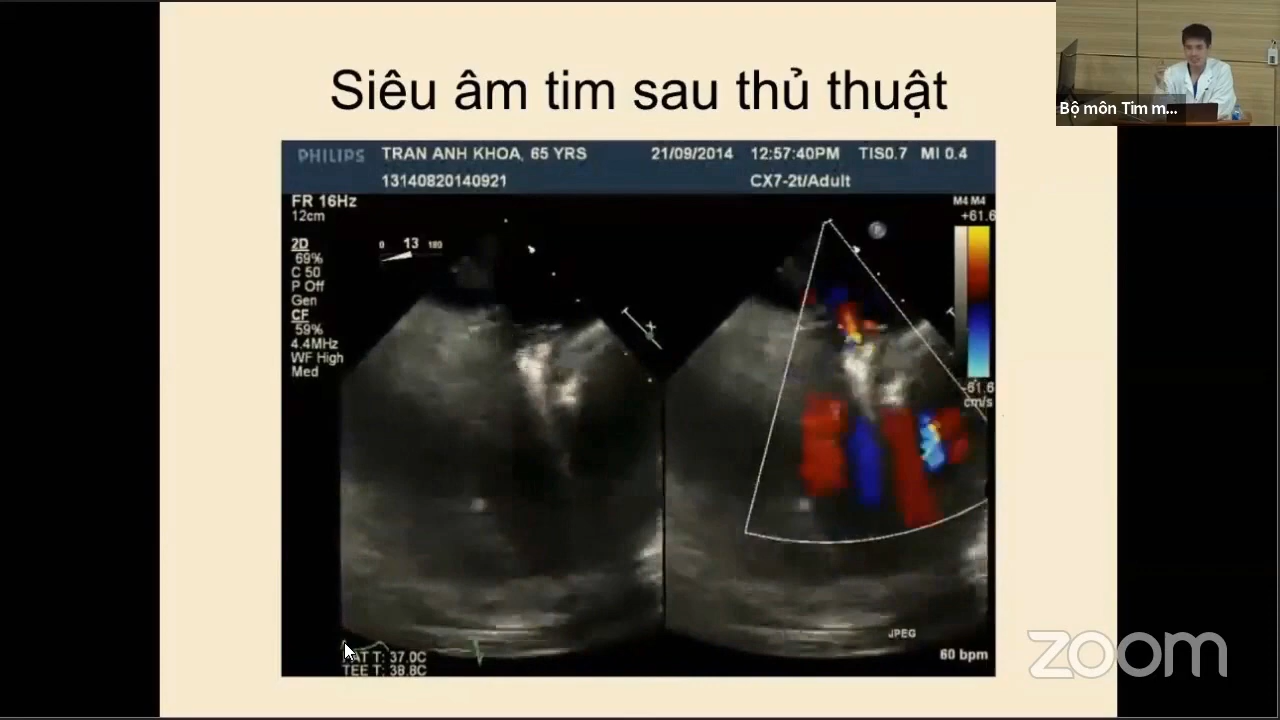 Siêu âm tim sau thủ thuật
Bộ môn Tim m...
PHILIPS TRAN ANH KHOA, 65 YRS 21/09/2014 12:57:40PM TIS0.7 MI 0.4
13140820140921 CX7-2t/Adult
FR 16Hz
12cm
M4 M4
+61.6
2D
69%
C 50
P Off
Gen
CF
59%
4.4MHz
WF High
Med
0 13 180
-61.6
cm/s
JPEG
60 bpm
PAT T: 37.0C
TEE T: 38.8C
zoom